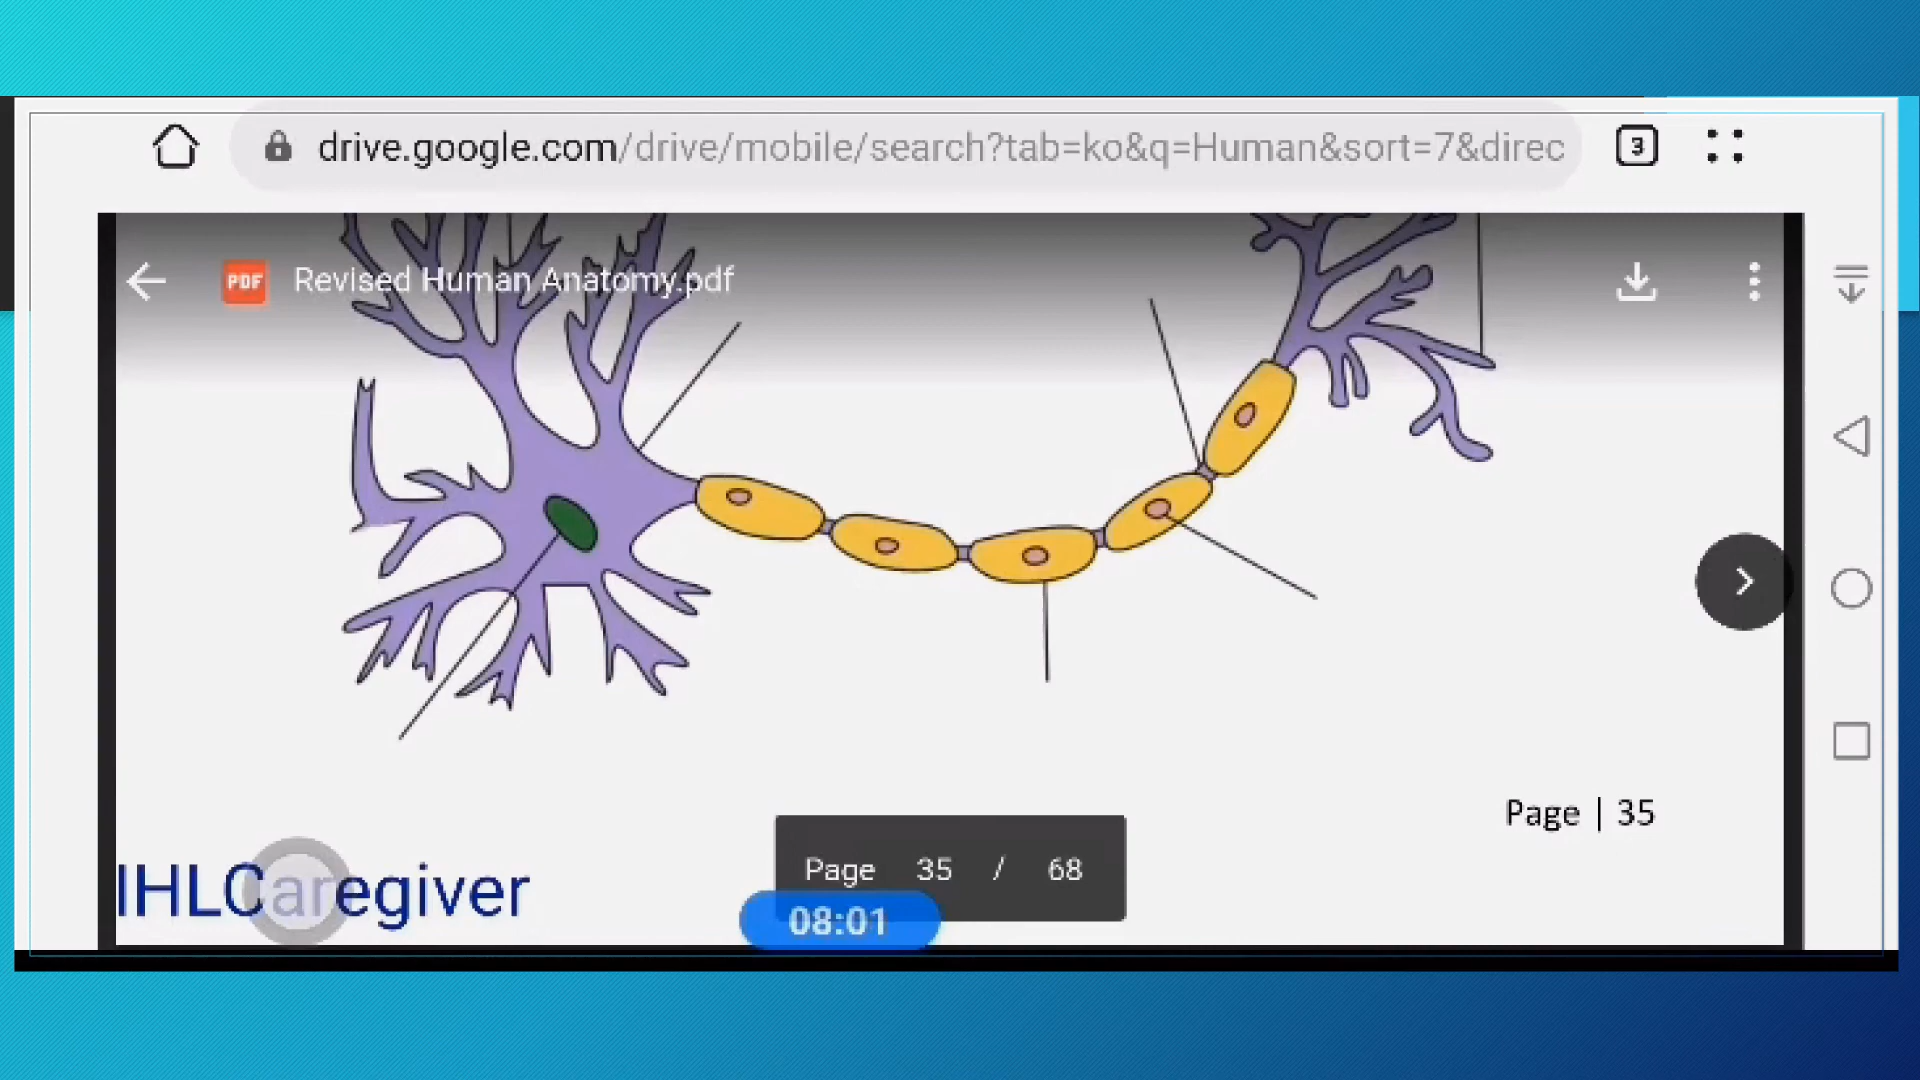 drive.google.com/drive/mobile/search?tab=ko&q=Human&sort=7&direc
3
PDF
Revised Human Anatomy.pdf
Page | 35
IHLCaregiver
Page 35 / 68
08:01